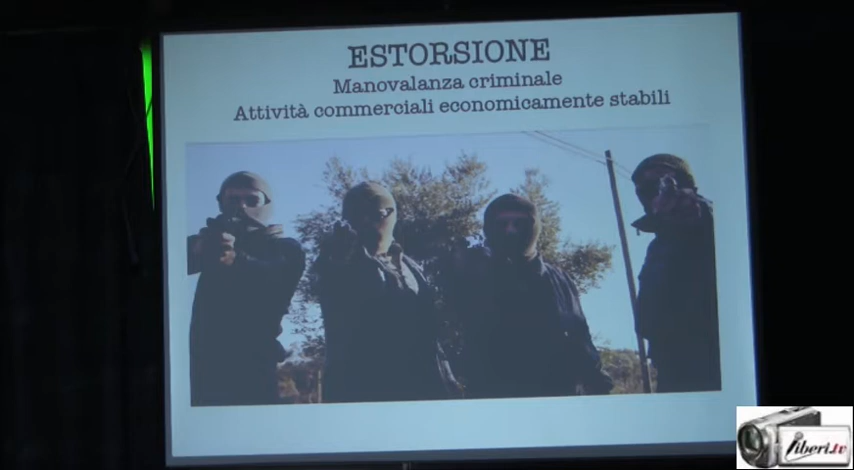 ESTORSIONE
Manovalanza criminale
Attività commerciali economicamente stabili
liberi.tv